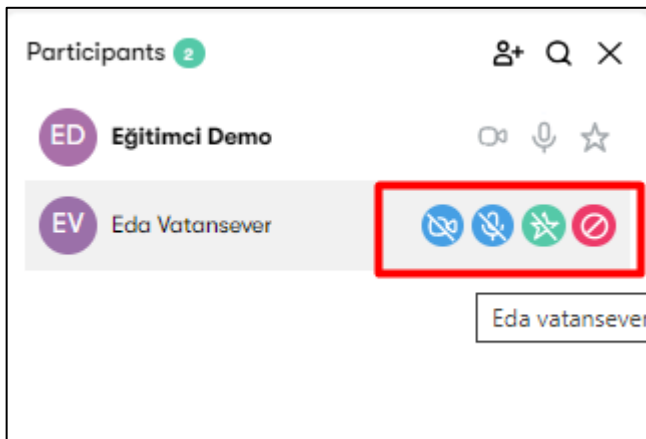 Participants 2
ED Eğitimci Demo
EV Eda Vatansever
Eda vatansever